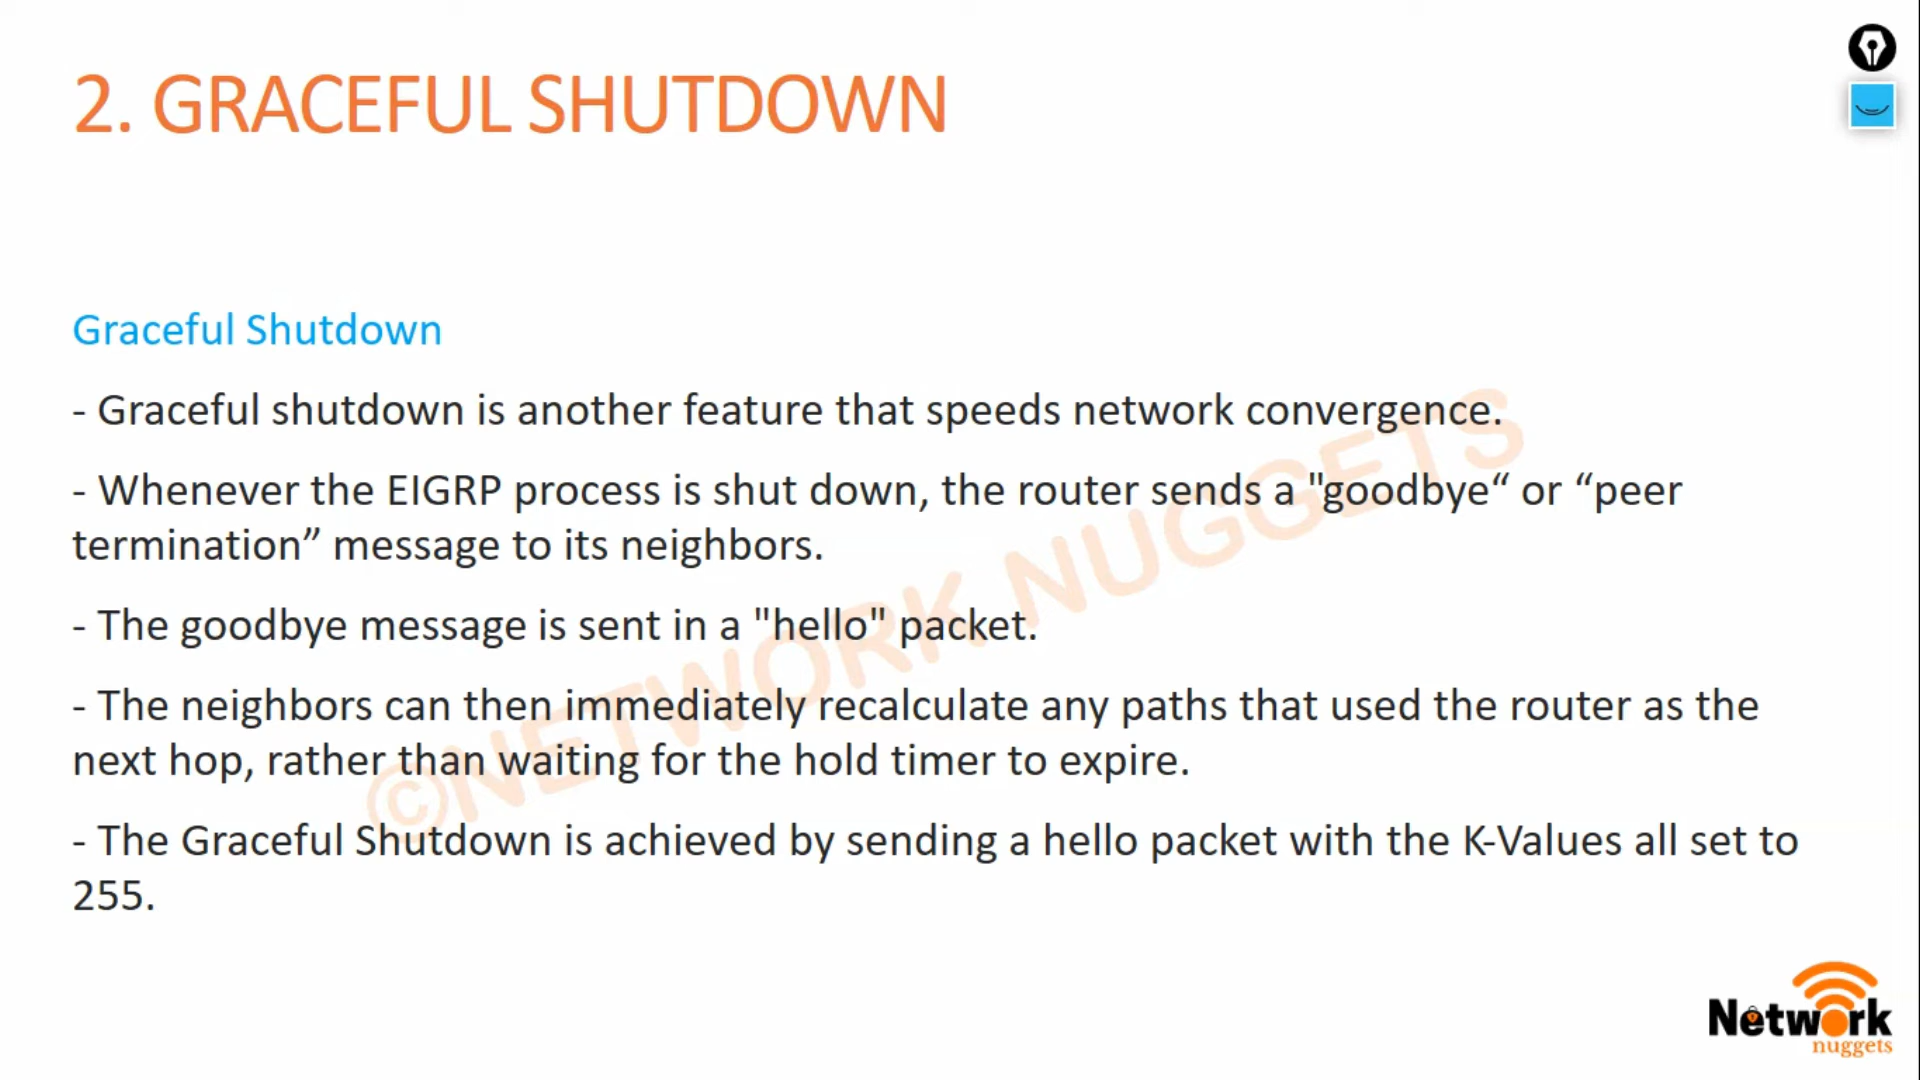 2. GRACEFUL SHUTDOWN
Graceful Shutdown
- Graceful shutdown is another feature that speeds network convergence.
- Whenever the EIGRP process is shut down, the router sends a "goodbye“ or “peer
termination” message to its neighbors.
- The goodbye message is sent in a "hello" packet.
- The neighbors can then immediately recalculate any paths that used the router as the
next hop, rather than waiting for the hold timer to expire.
- The Graceful Shutdown is achieved by sending a hello packet with the K-Values all set to
255.
©NETWORK NUGGETS
Network
nuggets